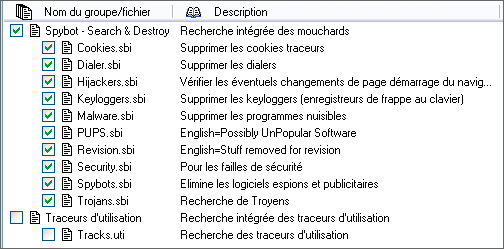 Nom du groupe/fichier Description
Spybot - Search & Destroy Recherche intégrée des mouchards
Cookies.sbi Supprimer les cookies traceurs
Dialer.sbi Supprimer les dialers
Hijackers.sbi Vérifier les éventuels changements de page démarrage du navig...
Keyloggers.sbi Supprimer les keyloggers (enregistreurs de frappe au clavier)
Malware.sbi Supprimer les programmes nuisibles
PUPS.sbi English=Possibly UnPopular Software
Revision.sbi English=Stuff removed for revision
Security.sbi Pour les failles de sécurité
Spybots.sbi Elimine les logiciels espions et publicitaires
Trojans.sbi Recherche de Troyens
Traceurs d'utilisation Recherche intégrée des traceurs d'utilisation
Tracks.uti Recherche des traceurs d'utilisation